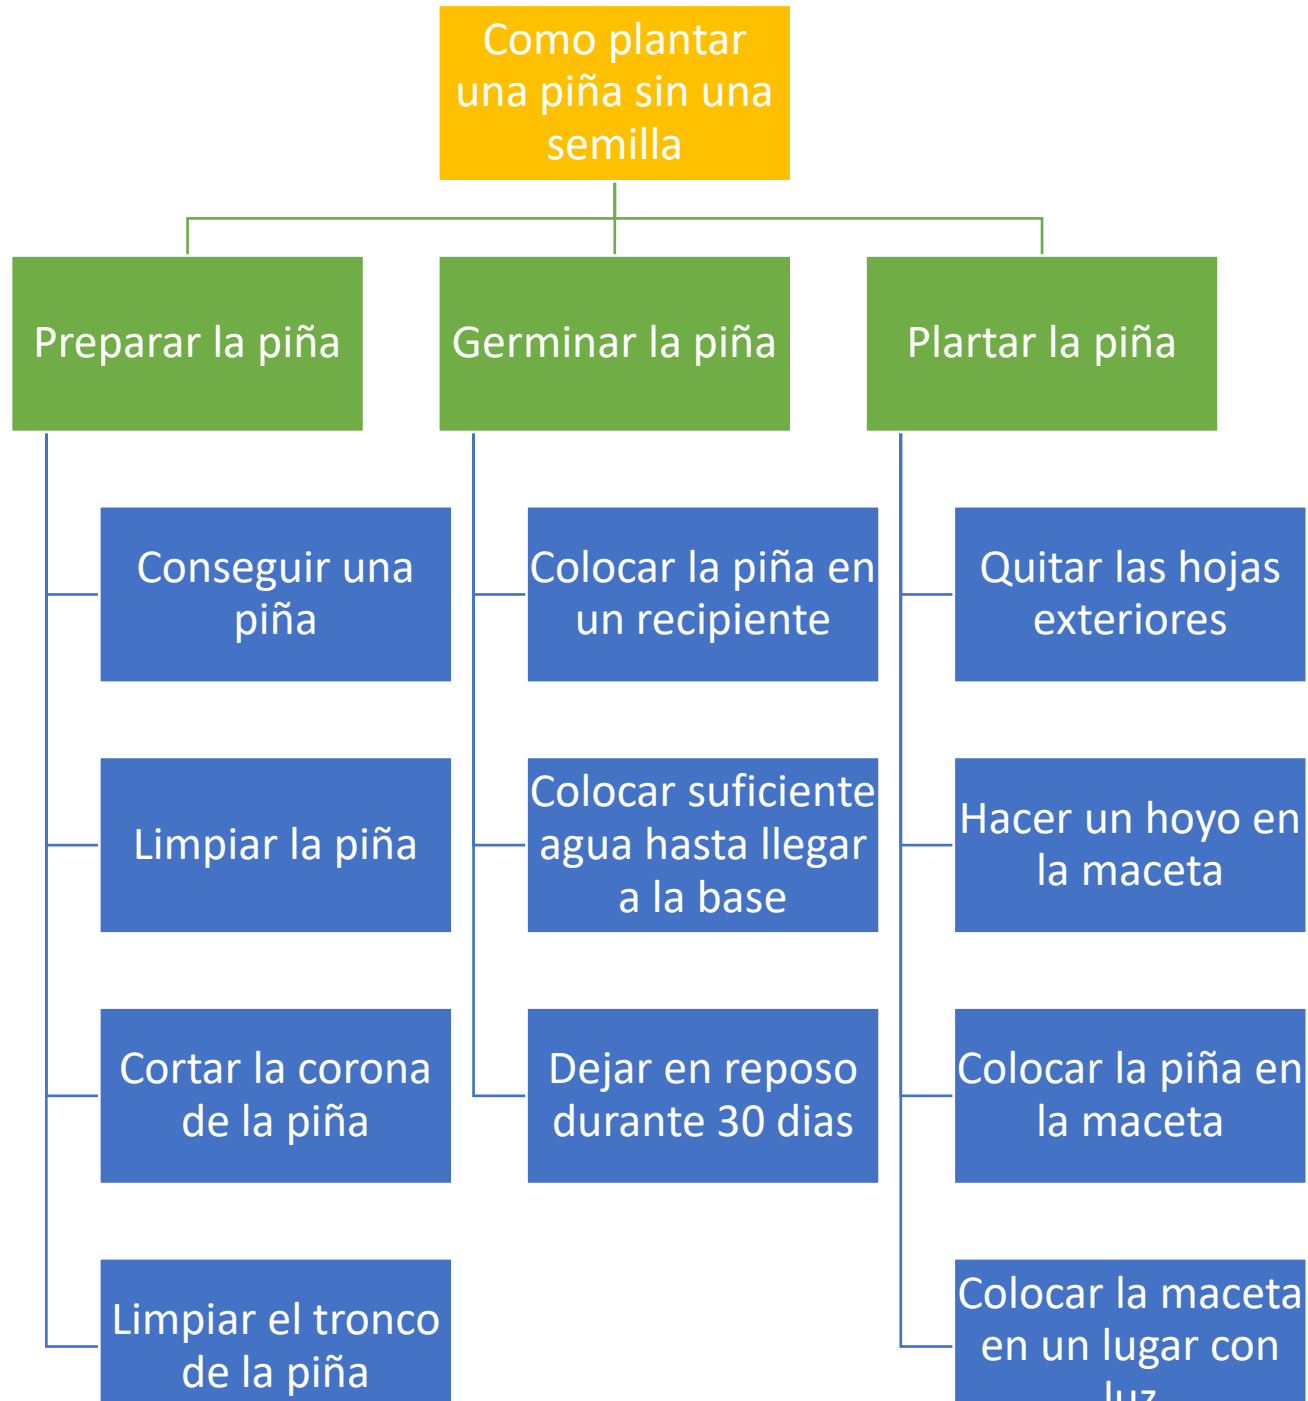 Como plantar
una piña sin una
semilla
Preparar la piña
Germinar la piña
Plartar la piña
Conseguir una
piña
Limpiar la piña
Cortar la corona
de la piña
Limpiar el tronco
de la piña
Colocar la piña en
un recipiente
Colocar suficiente
agua hasta llegar
a la base
Dejar en reposo
durante 30 dias
Quitar las hojas
exteriores
Hacer un hoyo en
la maceta
Colocar la piña en
la maceta
Colocar la maceta
en un lugar con
luz